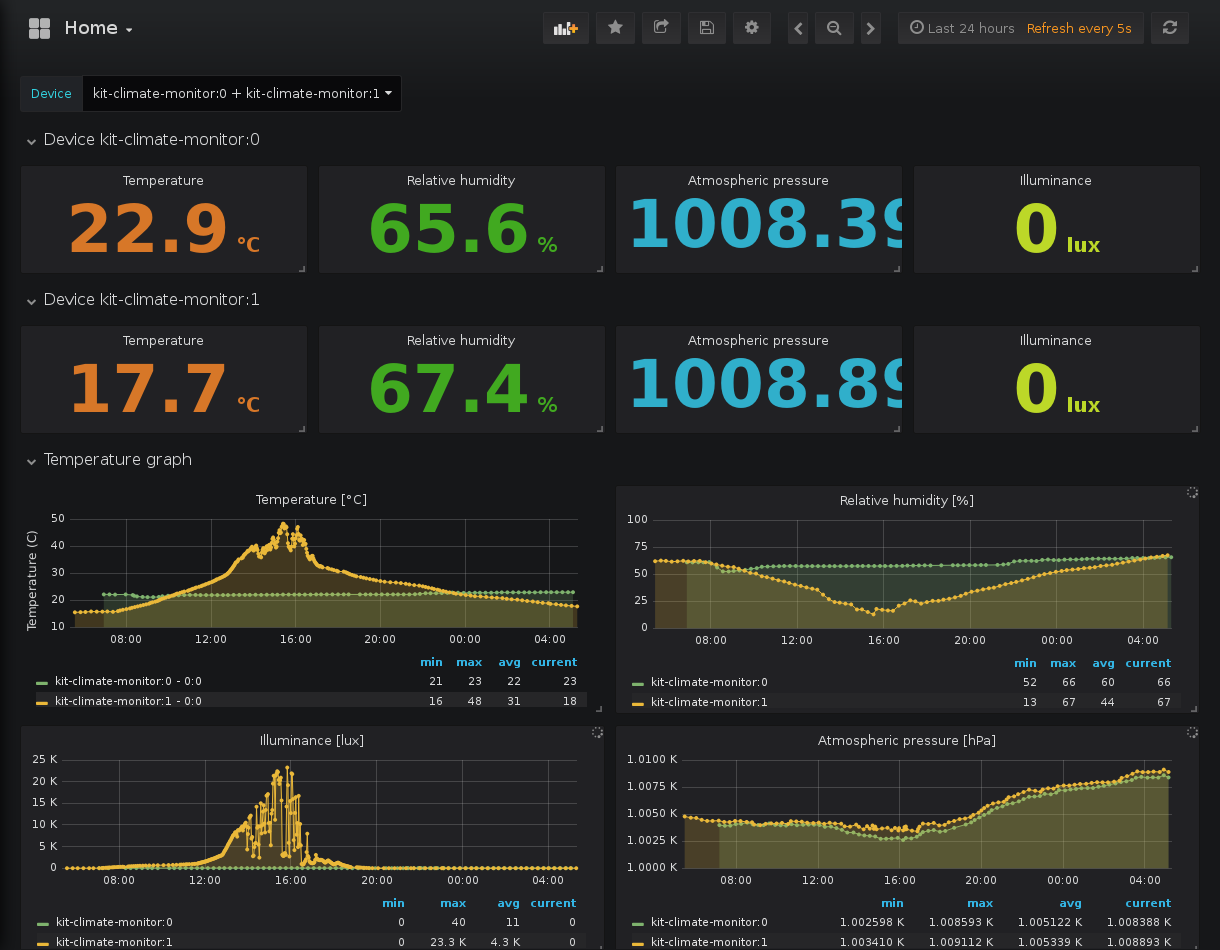 Home
Last 24 hours Refresh every 5s
Device kit-climate-monitor:0 + kit-climate-monitor:1
Device kit-climate-monitor:0
Temperature Relative humidity Atmospheric pressure Illuminance
22.9 °C 65.6 % 1008.39 0 lux
Device kit-climate-monitor:1
Temperature Relative humidity Atmospheric pressure Illuminance
17.7 °C 67.4 % 1008.89 0 lux
Temperature graph
Temperature [°C]
Temperature (C)
50
40
30
20
10
08:00 12:00 16:00 20:00 00:00 04:00
min max avg current
kit-climate-monitor:0 - 0:0 21 23 22 23
kit-climate-monitor:1 - 0:0 16 48 31 18
Relative humidity [%]
100
75
50
25
0
08:00 12:00 16:00 20:00 00:00 04:00
min max avg current
kit-climate-monitor:0 52 66 60 66
kit-climate-monitor:1 13 67 44 67
Illuminance [lux]
25 K
20 K
15 K
10 K
5 K
0
08:00 12:00 16:00 20:00 00:00 04:00
min max avg current
kit-climate-monitor:0 0 40 11 0
kit-climate-monitor:1 0 23.3 K 4.3 K 0
Atmospheric pressure [hPa]
1.0100 K
1.0075 K
1.0050 K
1.0025 K
1.0000 K
08:00 12:00 16:00 20:00 00:00 04:00
min max avg current
kit-climate-monitor:0 1.002598 K 1.008593 K 1.005122 K 1.008388 K
kit-climate-monitor:1 1.003410 K 1.009112 K 1.005339 K 1.008893 K